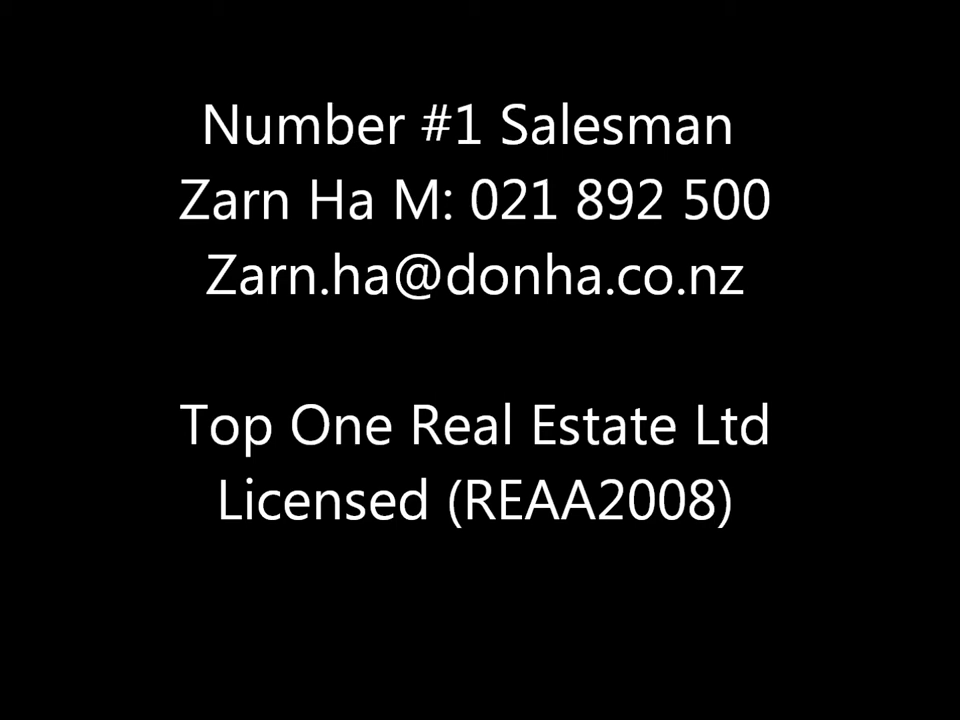 Number #1 Salesman
Zarn Ha M: 021 892 500
Zarn.ha@donha.co.nz
Top One Real Estate Ltd
Licensed (REAA2008)